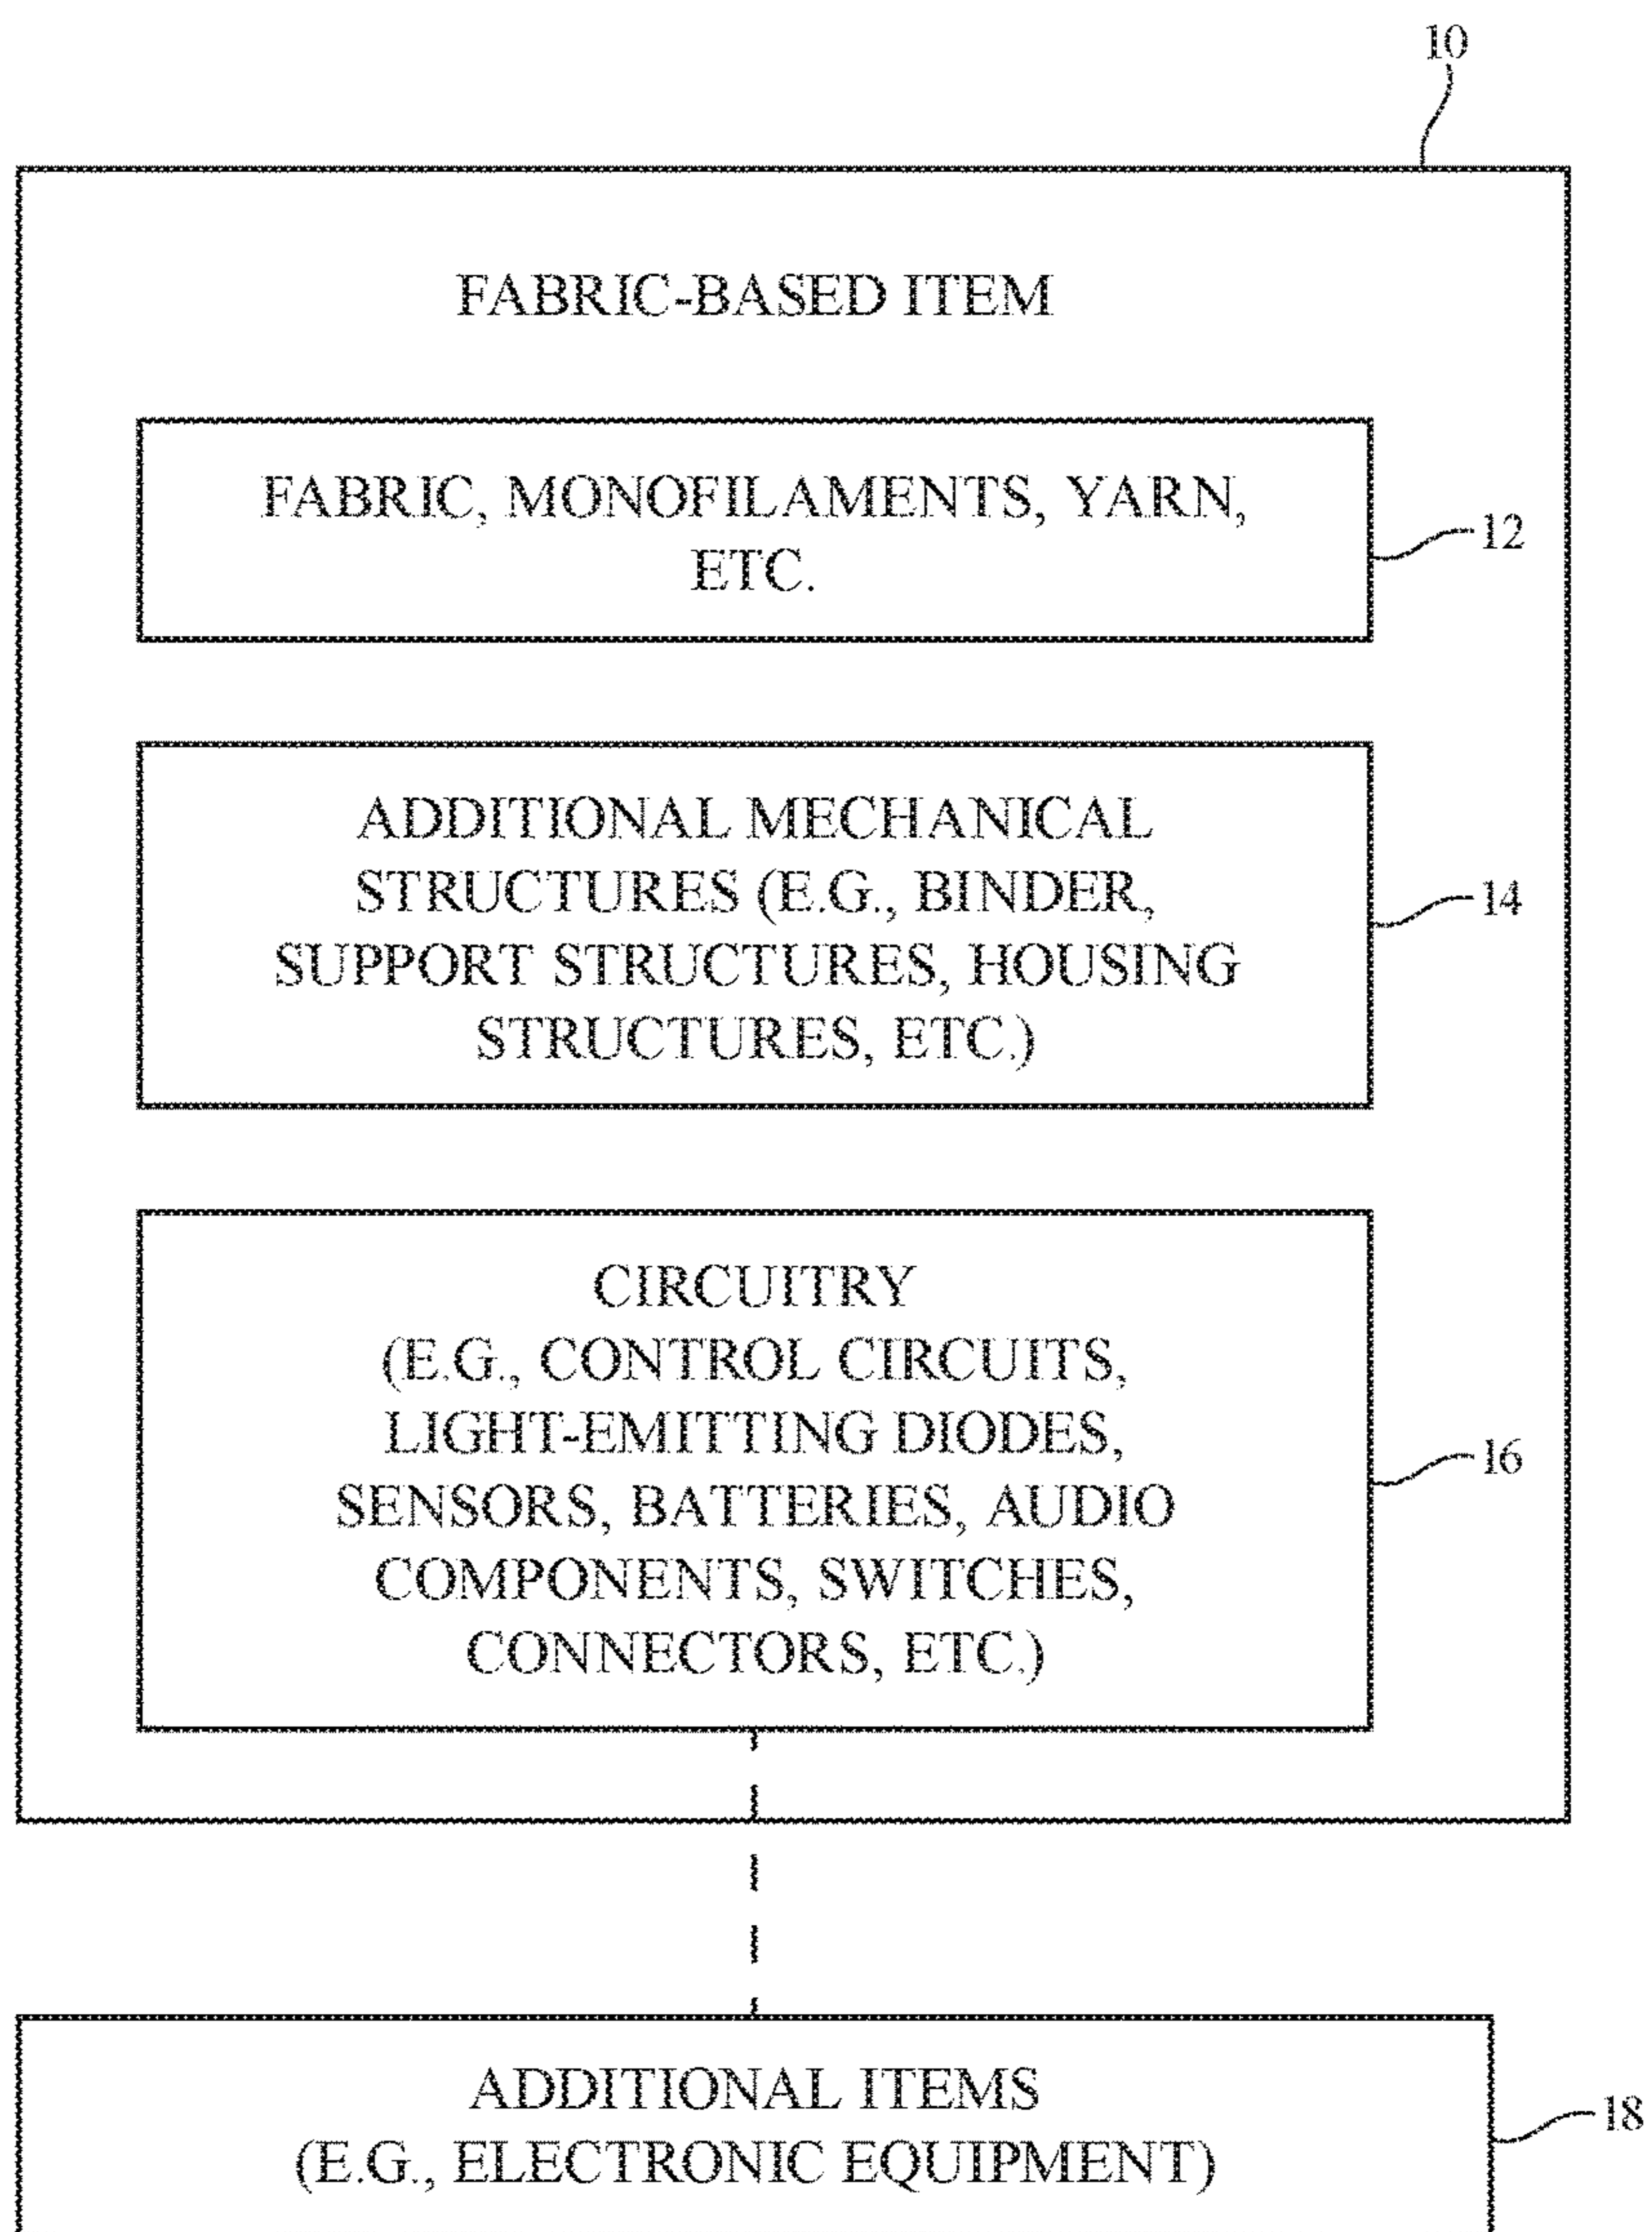 10
FABRIC-BASED ITEM
FABRIC, MONOFILAMENTS, YARN,
ETC.
12
ADDITIONAL MECHANICAL
STRUCTURES (E.G., BINDER,
SUPPORT STRUCTURES, HOUSING
STRUCTURES, ETC.)
14
CIRCUITRY
(E.G., CONTROL CIRCUITS,
LIGHT-EMITTING DIODES,
SENSORS, BATTERIES, AUDIO
COMPONENTS, SWITCHES,
CONNECTORS, ETC.)
16
ADDITIONAL ITEMS
(E.G., ELECTRONIC EQUIPMENT)
18